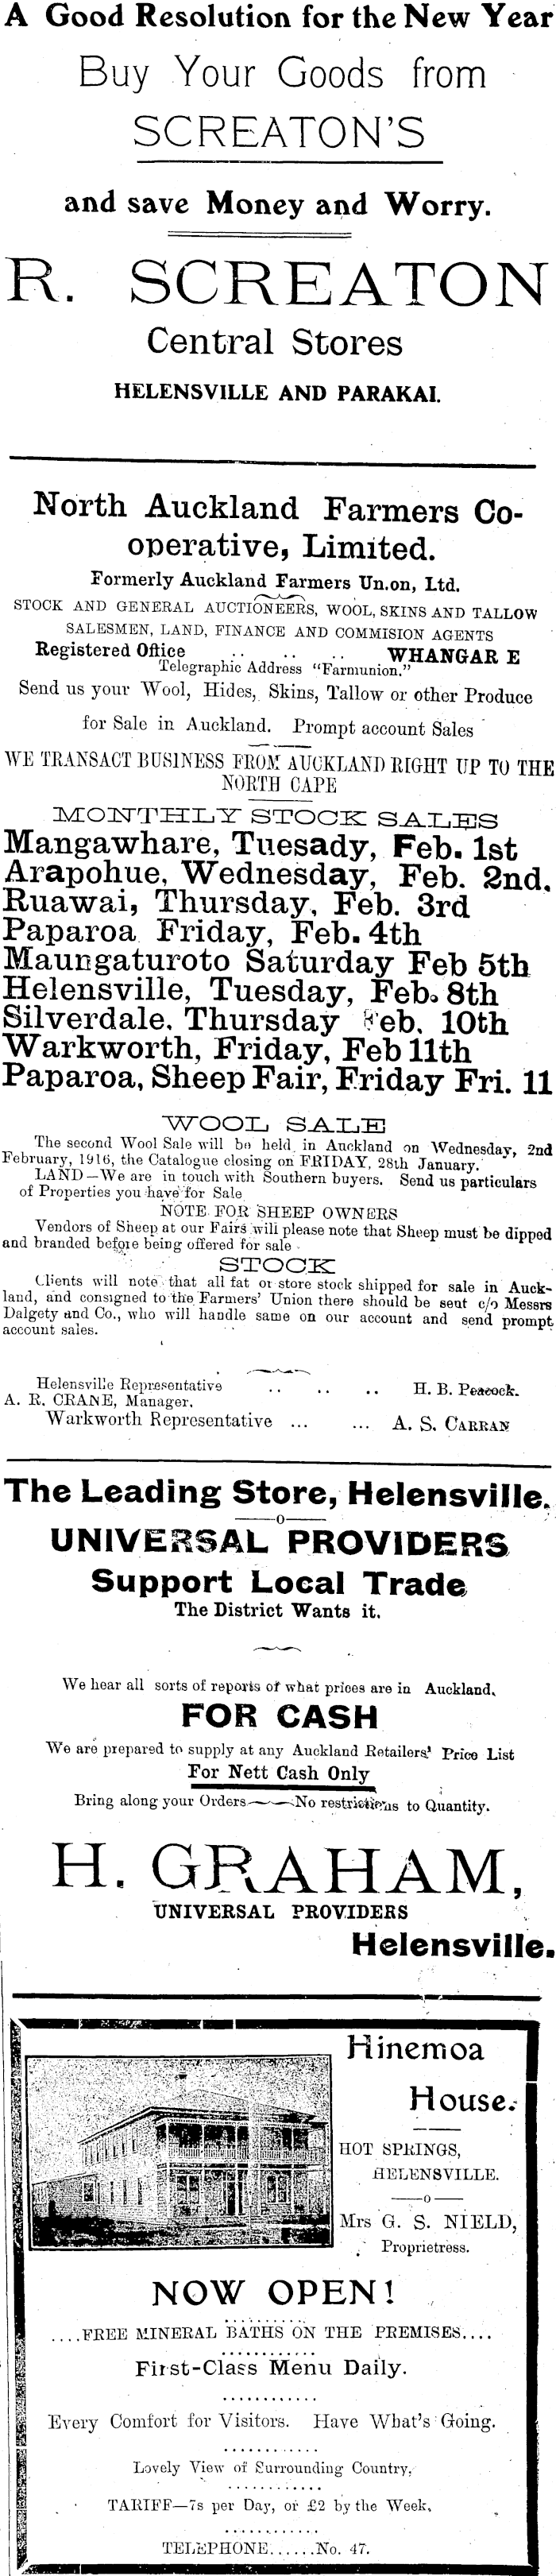 A Good Resolution for the New Year
Buy Your Goods from
SCREATON'S
and save Money and Worry.
R. SCREATON
Central Stores
HELENSVILLE AND PARAKAI.
North Auckland Farmers Co-
operative, Limited.
Formerly Auckland Farmers Un.on, Ltd.
STOCK AND GENERAL AUCTIONEERS, WOOL, SKINS AND TALLOW
SALESMEN, LAND, FINANCE AND COMMISION AGENTS
Registered Office .. .. .. WHANGAR E
Telegraphic Address "Farmunion."
Send us your Wool, Hides, Skins, Tallow or other Produce
for Sale in Auckland. Prompt account Sales
WE TRANSACT BUSINESS FROM AUCKLAND RIGHT UP TO THE
NORTH CAPE
MONTHLY STOCK SALES
Mangawhare, Tuesady, Feb. 1st
Arapohue, Wednesday, Feb. 2nd.
Ruawai, Thursday, Feb. 3rd
Paparoa Friday, Feb. 4th
Maungaturoto Saturday Feb 5th
Helensville, Tuesday, Feb. 8th
Silverdale. Thursday Feb. 10th
Warkworth, Friday, Feb 11th
Paparoa, Sheep Fair, Friday Fri. 11
WOOL SALE
The second Wool Sale will be held in Auckland on Wednesday, 2nd
February, 1916, the Catalogue closing on FRIDAY, 28th January.
LAND—We are in touch with Southern buyers. Send us particulars
of Properties you have for Sale
NOTE FOR SHEEP OWNERS
Vendors of Sheep at our Fairs will please note that Sheep must be dipped
and branded before being offered for sale
STOCK
Clients will note that all fat or store stock shipped for sale in Auck-
land, and consigned to the Farmers' Union there should be sent c/o Messrs
Dalgety and Co., who will handle same on our account and send prompt
account sales.
Helensville Representative .. .. .. H. B. Peacock.
A. R. CRANE, Manager.
Warkworth Representative ... ... A. S. CARRAN
The Leading Store, Helensville.
—o—
UNIVERSAL PROVIDERS
Support Local Trade
The District Wants it.
We hear all sorts of reports of what prices are in Auckland,
FOR CASH
We are prepared to supply at any Auckland Retailers' Price List
For Nett Cash Only
Bring along your Orders——No restrictions to Quantity.
H. GRAHAM,
UNIVERSAL PROVIDERS
Helensville.
Hinemoa
House.
HOT SPRINGS,
HELENSVILLE.
—o—
Mrs G. S. NIELD,
Proprietress.
NOW OPEN!
....FREE MINERAL BATHS ON THE PREMISES....
First-Class Menu Daily.
Every Comfort for Visitors. Have What's Going.
Lovely View of Surrounding Country.
TARIFF—7s per Day, or £2 by the Week.
TELEPHONE......No. 47.